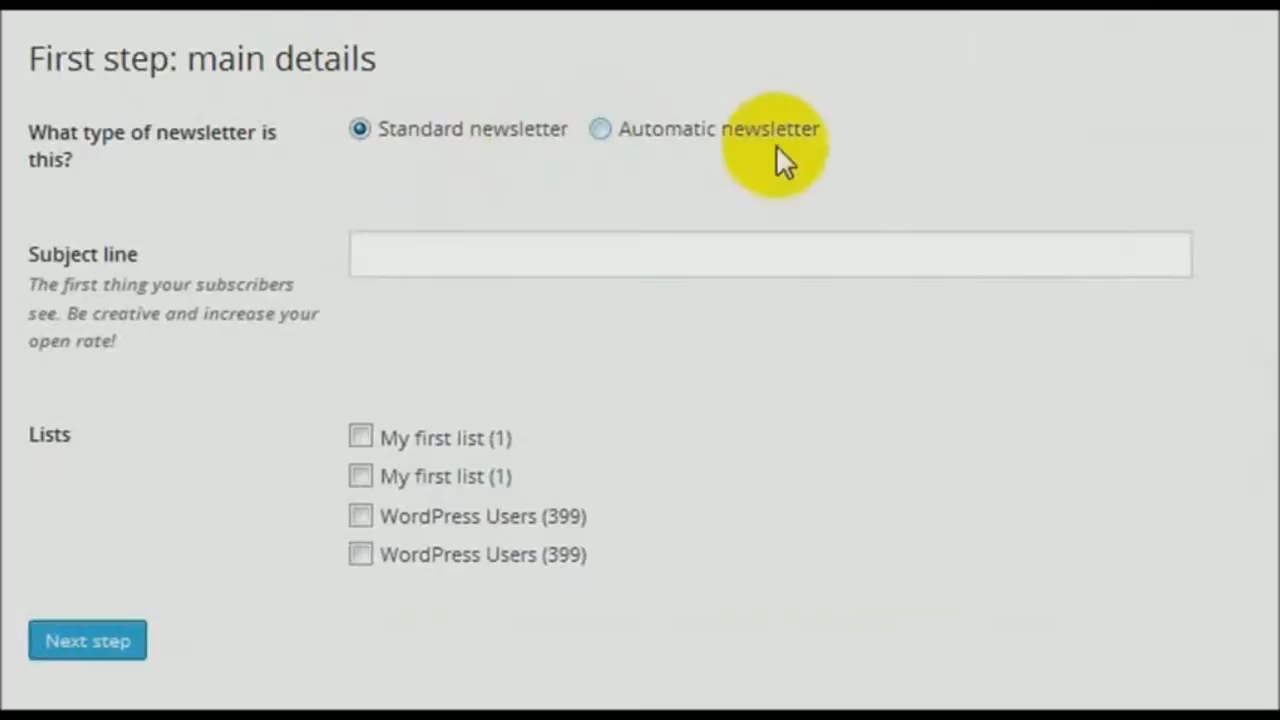 First step: main details
What type of newsletter is
this?
Standard newsletter
Automatic newsletter
Subject line
The first thing your subscribers
see. Be creative and increase your
open rate!
Lists
My first list (1)
My first list (1)
WordPress Users (399)
WordPress Users (399)
Next step